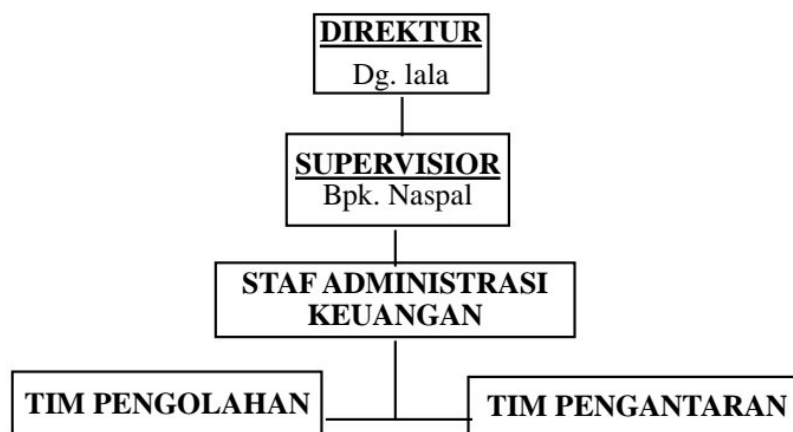 DIREKTUR
Dg. lala
SUPERVISIOR
Bpk. Naspal
STAF ADMINISTRASI
KEUANGAN
TIM PENGOLAHAN
TIM PENGANTARAN